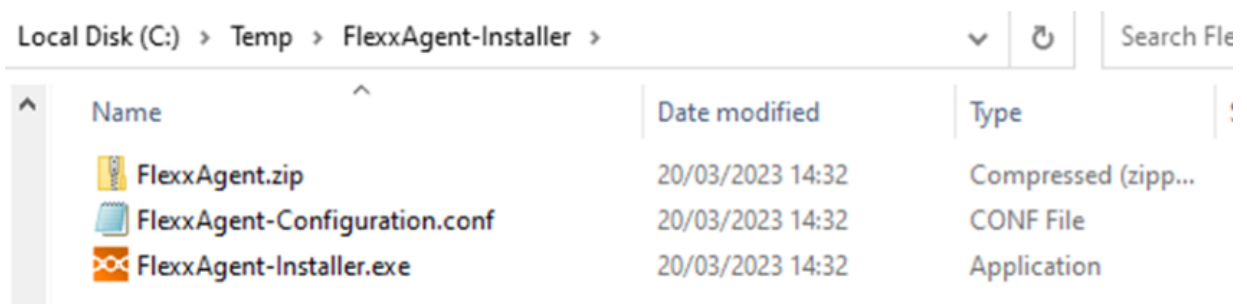 Local Disk (C:) > Temp > FlexxAgent-Installer > Search Fle
Name Date modified Type
FlexxAgent.zip 20/03/2023 14:32 Compressed (zipp...
FlexxAgent-Configuration.conf 20/03/2023 14:32 CONF File
FlexxAgent-Installer.exe 20/03/2023 14:32 Application